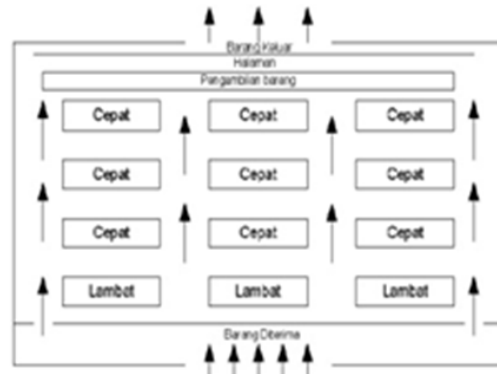 Barang Keluar
Halaman
Pengambilan barang
Cepat Cepat Cepat
Cepat Cepat Cepat
Cepat Cepat Cepat
Lambat Lambat Lambat
Barang Diterima